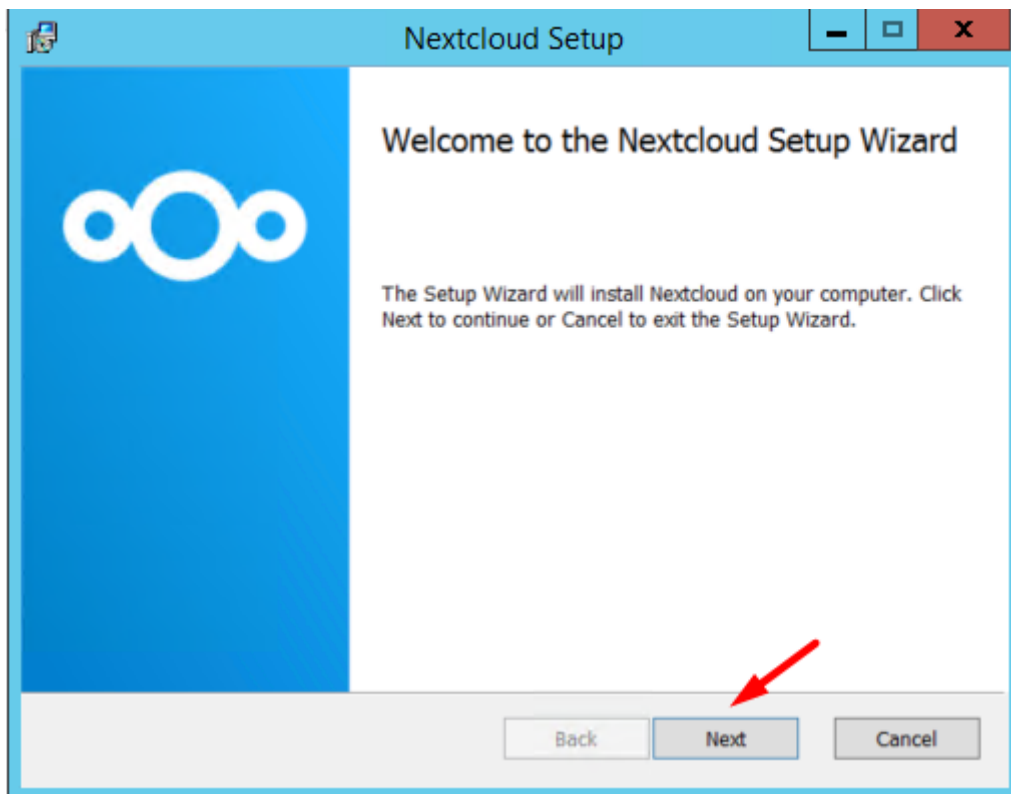 Nextcloud Setup
Welcome to the Nextcloud Setup Wizard
The Setup Wizard will install Nextcloud on your computer. Click
Next to continue or Cancel to exit the Setup Wizard.
Back Next Cancel